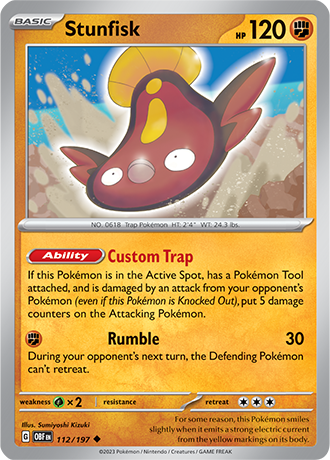 BASIC
Stunfisk
HP 120
NO. 0618 Trap Pokémon HT: 2'4" WT: 24.3 lbs.
Ability Custom Trap
If this Pokémon is in the Active Spot, has a Pokémon Tool
attached, and is damaged by an attack from your opponent's
Pokémon (even if this Pokémon is Knocked Out), put 5 damage
counters on the Attacking Pokémon.
Rumble 30
During your opponent's next turn, the Defending Pokémon
can't retreat.
weakness ×2 resistance retreat
Illus. Sumiyoshi Kizuki
G OBF EN 112/197
For some reason, this Pokémon smiles
slightly when it emits a strong electric current
from the yellow markings on its body.
©2023 Pokémon / Nintendo / Creatures / GAME FREAK